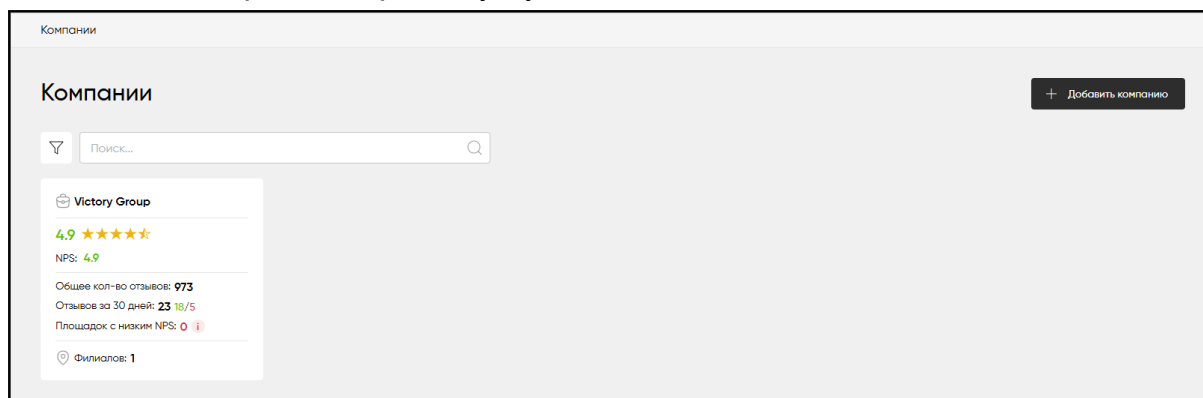 Компании
Компании
+ Добавить компанию
Поиск...
Victory Group
4.9
NPS: 4.9
Общее кол-во отзывов: 973
Отзывов за 30 дней: 23 18/5
Площадок с низким NPS: 0 i
Филиалов: 1